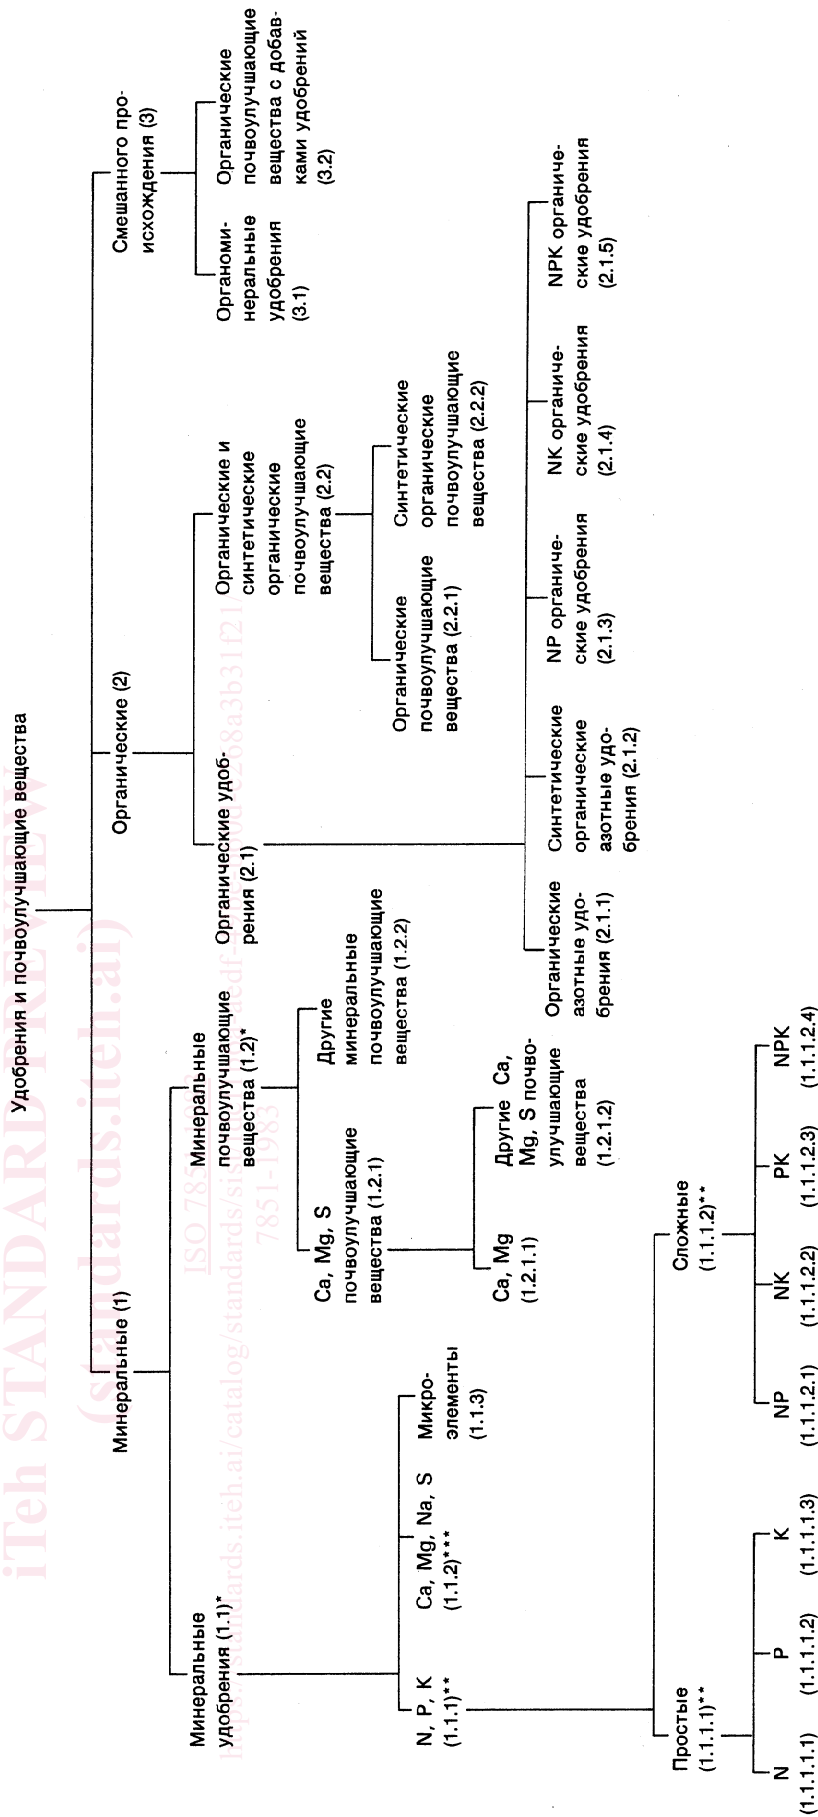 Удобрения и почвоулучшающие вещества
Минеральные (1)
Органические (2)
Смешанного про-
исхождения (3)
Минеральные
удобрения (1.1)*
Минеральные
почвоулучшающие
вещества (1.2)*
Органические удоб-
рения (2.1)
Органические и
синтетические
органические
почвоулучшающие
вещества (2.2)
Органоми-
неральные
удобрения
(3.1)
Органические
почвоулучшающие
вещества с добав-
ками удобрений
(3.2)
Ca, Mg, S
почвоулучшающие
вещества (1.2.1)
Другие
минеральные
почвоулучшающие
вещества (1.2.2)
Органические
почвоулучшающие
вещества (2.2.1)
Синтетические
органические
почвоулучшающие
вещества (2.2.2)
N, P, K
(1.1.1)**
Ca, Mg, Na, S
(1.1.2)***
Микро-
элементы
(1.1.3)
Ca, Mg
(1.2.1.1)
Другие Ca,
Mg, S почво-
улучшающие
вещества
(1.2.1.2)
Органические
азотные удо-
брения (2.1.1)
Синтетические
органические
азотные удо-
брения (2.1.2)
NP органиче-
ские удобрения
(2.1.3)
NK органиче-
ские удобрения
(2.1.4)
NPK органиче-
ские удобрения
(2.1.5)
Простые
(1.1.1.1)**
Сложные
(1.1.1.2)**
N
(1.1.1.1.1)
P
(1.1.1.1.2)
K
(1.1.1.1.3)
NP
(1.1.1.2.1)
NK
(1.1.1.2.2)
PK
(1.1.1.2.3)
NPK
(1.1.1.2.4)
iTeh STANDARD PREVIEW
(standards.iteh.ai)
7851-1983